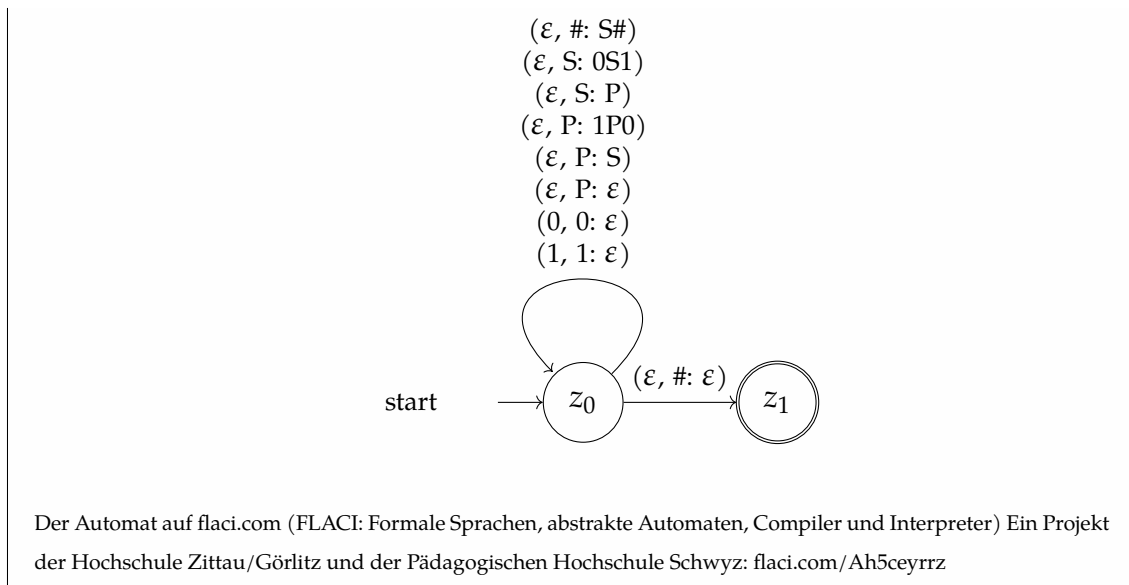 (ε, #: S#)
(ε, S: 0S1)
(ε, S: P)
(ε, P: 1P0)
(ε, P: S)
(ε, P: ε)
(0, 0: ε)
(1, 1: ε)
(ε, #: ε)
start z₀ z₁
Der Automat auf flaci.com (FLACI: Formale Sprachen, abstrakte Automaten, Compiler und Interpreter) Ein Projekt
der Hochschule Zittau/Görlitz und der Pädagogischen Hochschule Schwyz: flaci.com/Ah5ceyrrz